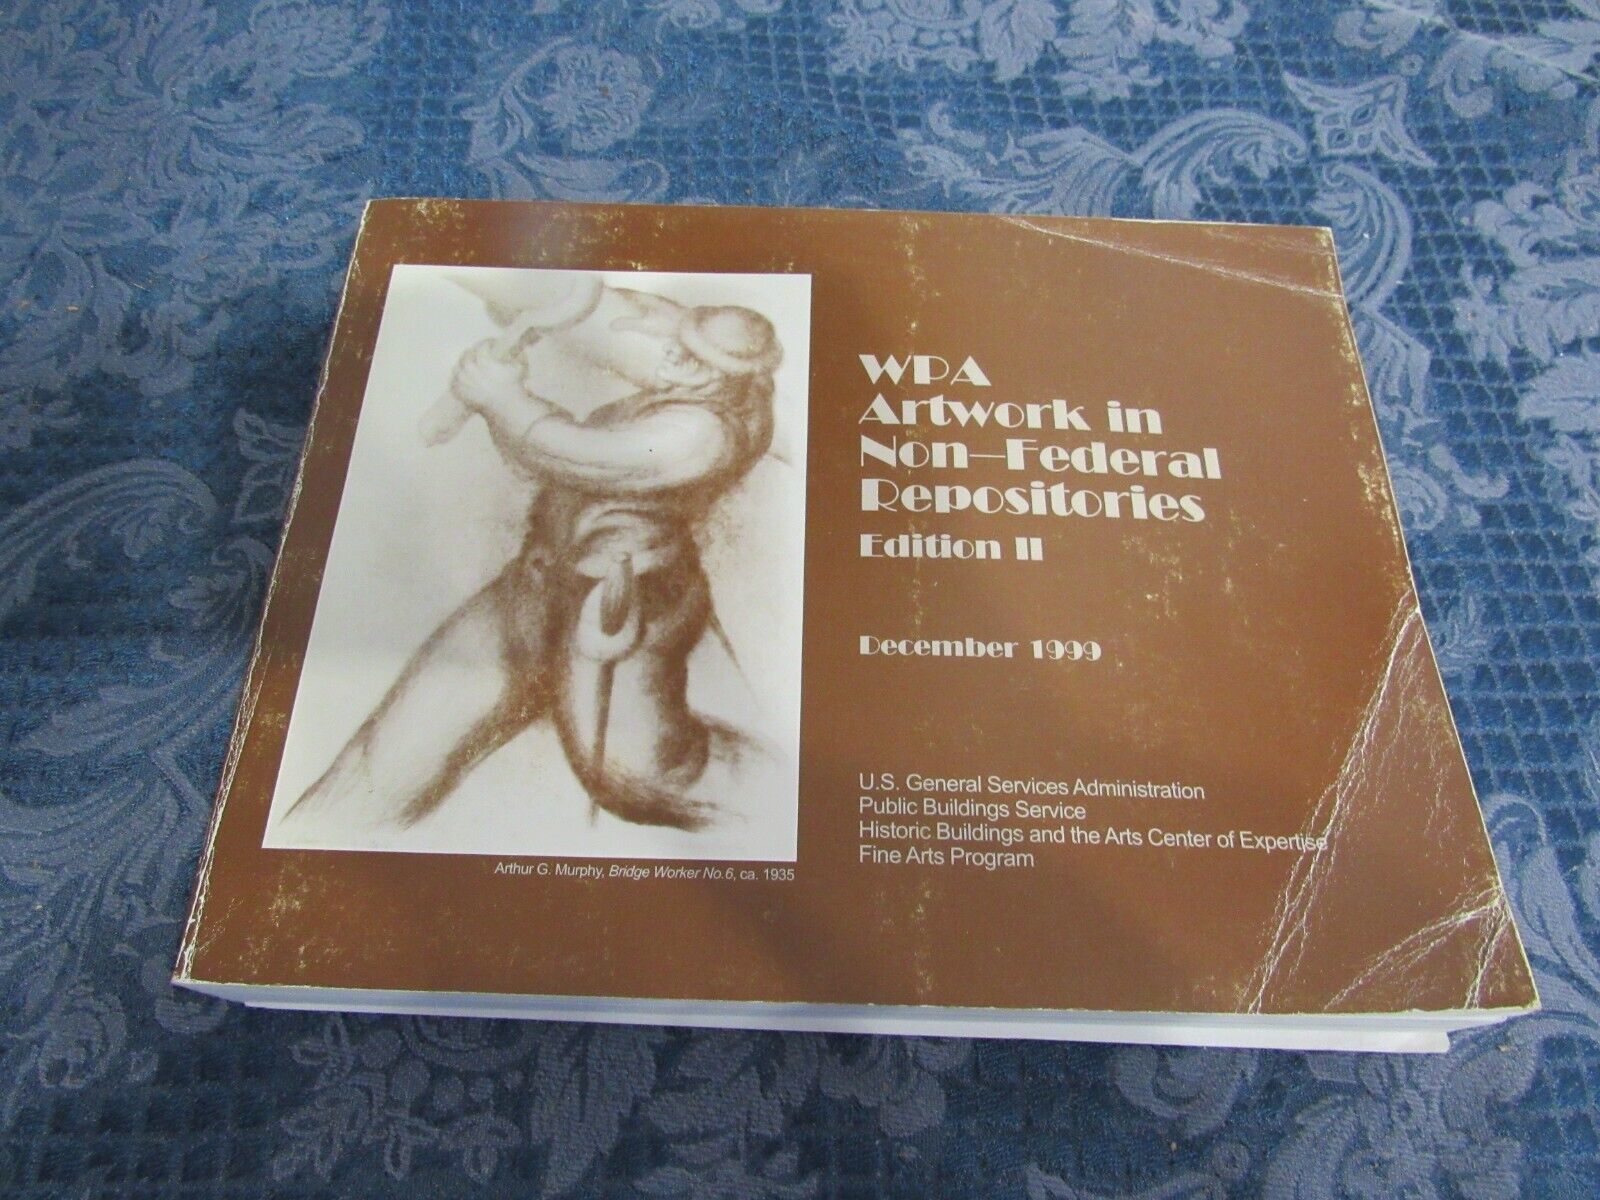 WPA
Artwork in
Non-Federal
Repositories
Edition II
December 1999
U.S. General Services Administration
Public Buildings Service
Historic Buildings and the Arts Center of Expertise
Fine Arts Program
Arthur G. Murphy, Bridge Worker No.6, ca. 1935